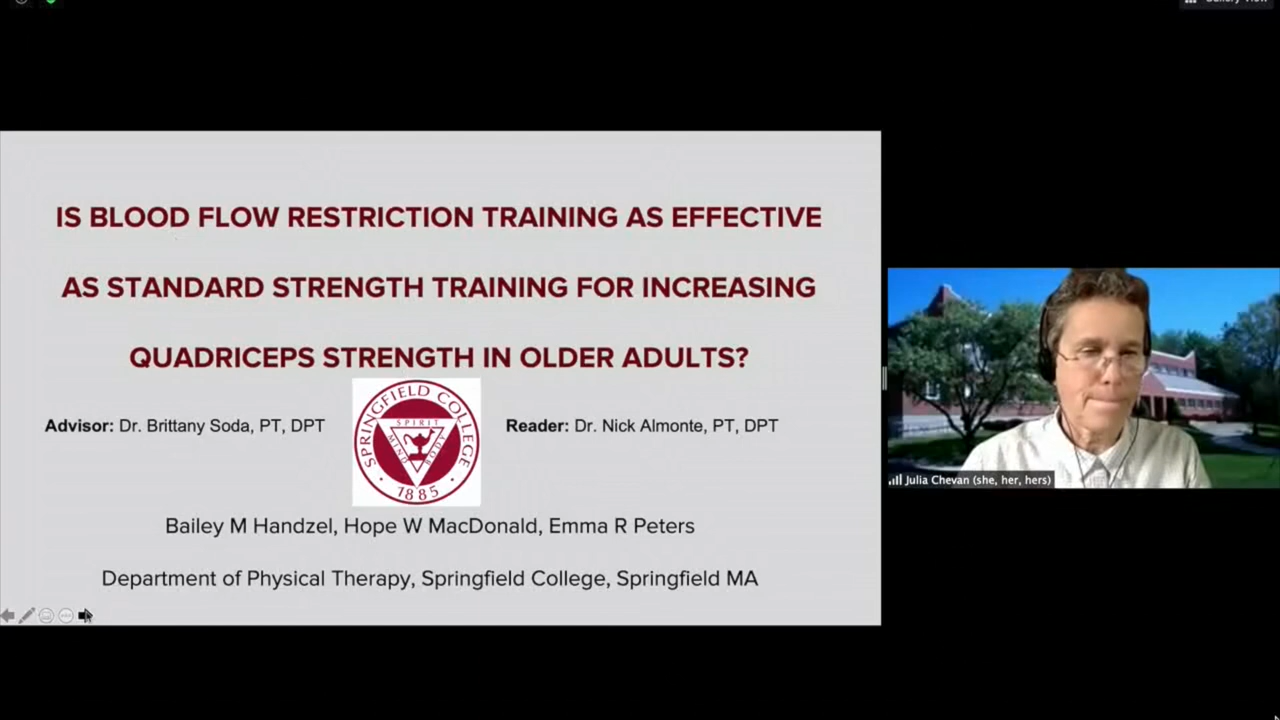 Gallery View
IS BLOOD FLOW RESTRICTION TRAINING AS EFFECTIVE
AS STANDARD STRENGTH TRAINING FOR INCREASING
QUADRICEPS STRENGTH IN OLDER ADULTS?
Advisor: Dr. Brittany Soda, PT, DPT
SPRINGFIELD COLLEGE
SPIRIT
MIND
BODY
1885
Reader: Dr. Nick Almonte, PT, DPT
Bailey M Handzel, Hope W MacDonald, Emma R Peters
Department of Physical Therapy, Springfield College, Springfield MA
Julia Chevan (she, her, hers)